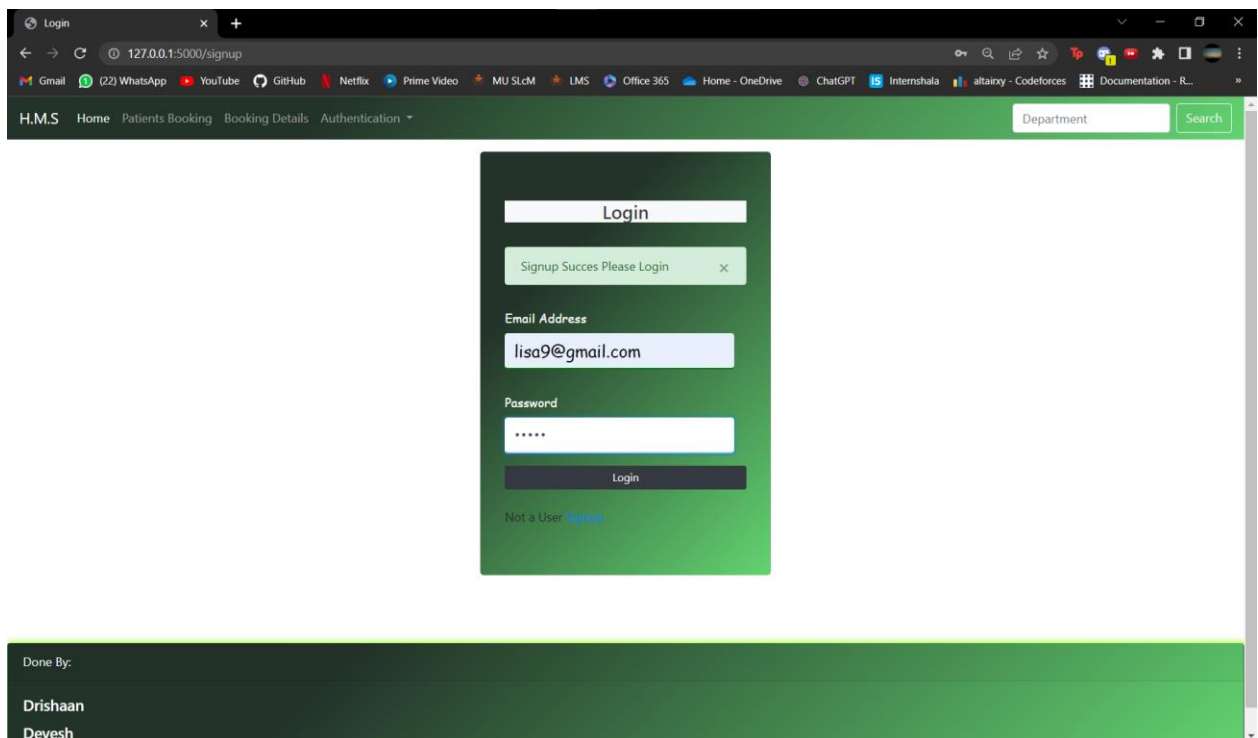 Login
127.0.0.1:5000/signup
Gmail (22) WhatsApp YouTube GitHub Netflix Prime Video MU SLcM LMS Office 365 Home - OneDrive ChatGPT IS Internshala altairxy - Codeforces Documentation - R... »
H.M.S Home Patients Booking Booking Details Authentication Department Search
Login
Signup Succes Please Login ×
Email Address
lisa9@gmail.com
Password
•••••
Login
Not a User Signup
Done By:
Drishaan
Devesh